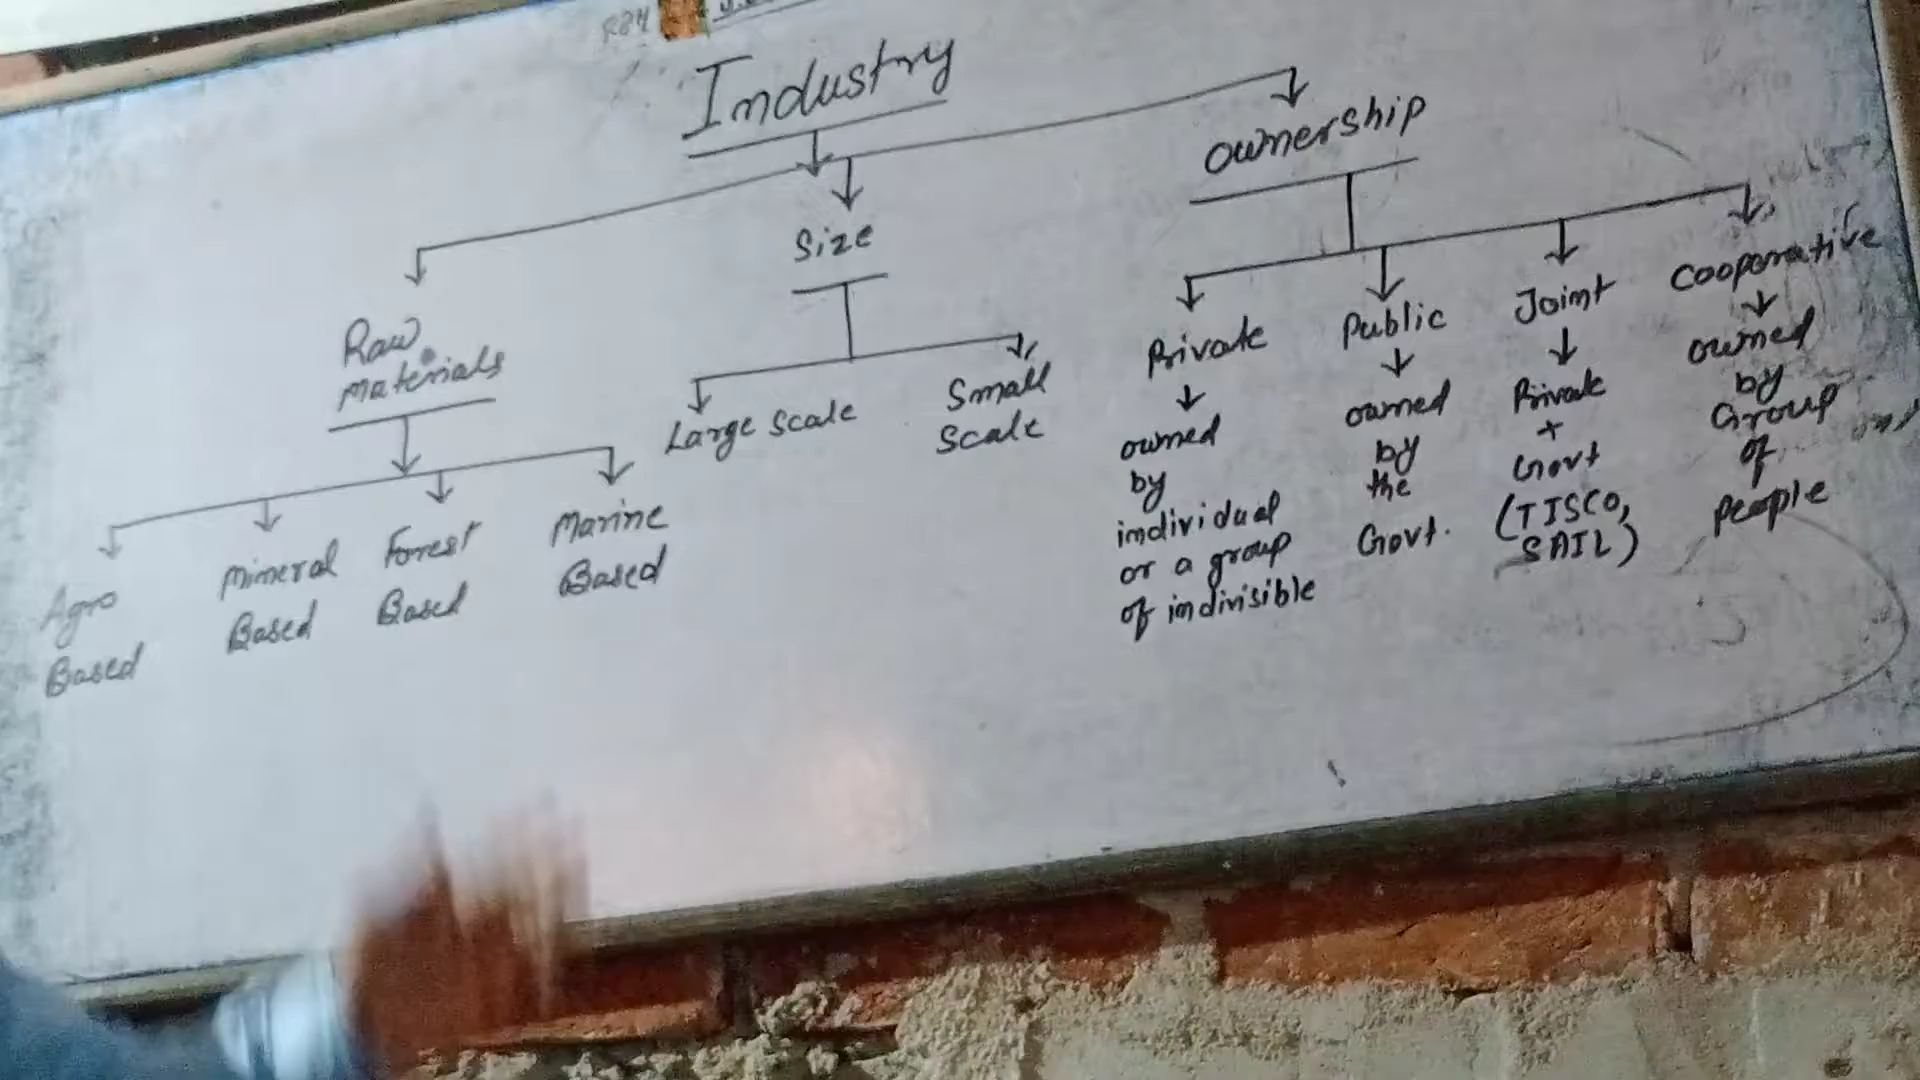 R84
Industry
Ownership
Size
Raw
Materials
Large Scale
Small
Scale
Agro
Based
Mineral
Based
Forrest
Based
Marine
Based
Private
owned
by
individual
or a group
of indivisible
Public
owned
by
the
Govt.
Joint
Private
+
Govt
(TISCO,
SAIL)
Cooperative
owned
by
Group
of
People